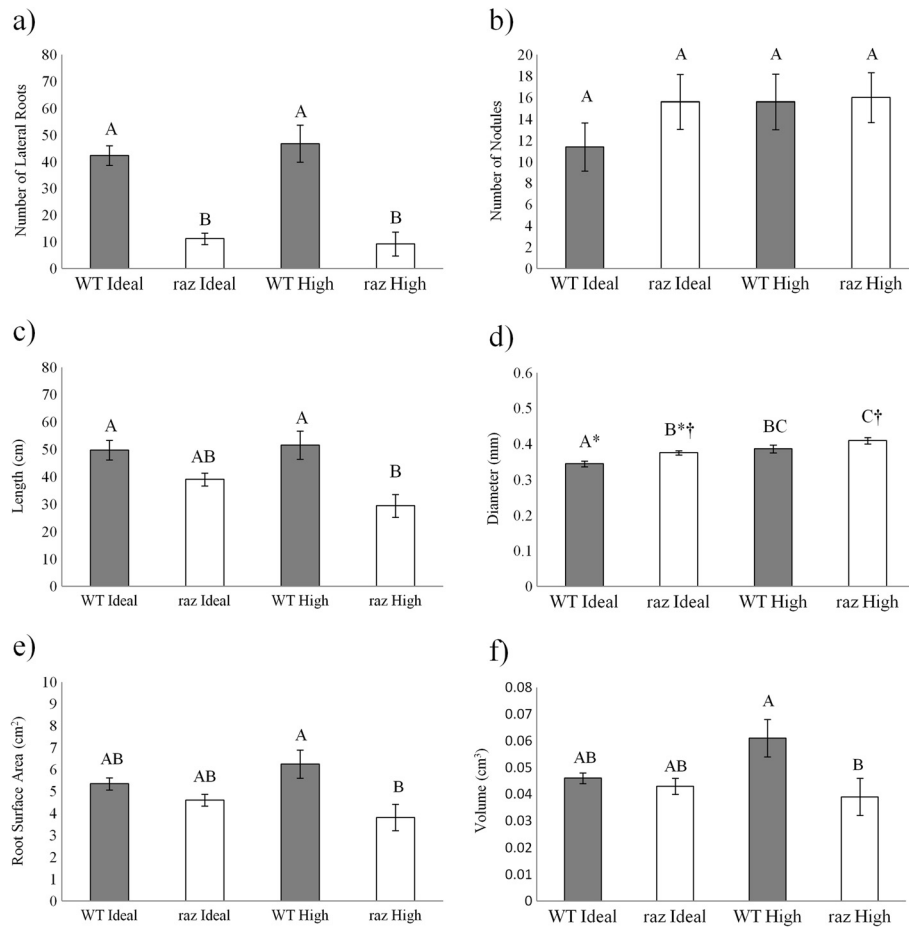 a)
Number of Lateral Roots
80
70
60
50
40
30
20
10
0
A
B
A
B
WT Ideal raz Ideal WT High raz High
b)
Number of Nodules
20
18
16
14
12
10
8
6
4
2
0
A
A
A
A
WT Ideal raz Ideal WT High raz High
c)
Length (cm)
80
70
60
50
40
30
20
10
0
A
AB
A
B
WT Ideal raz Ideal WT High raz High
d)
Diameter (mm)
0.6
0.5
0.4
0.3
0.2
0.1
0
A*
B*†
BC
C†
WT Ideal raz Ideal WT High raz High
e)
Root Surface Area (cm²)
10
9
8
7
6
5
4
3
2
1
0
AB
AB
A
B
WT Ideal raz Ideal WT High raz High
f)
Volume (cm³)
0.08
0.07
0.06
0.05
0.04
0.03
0.02
0.01
0
AB
AB
A
B
WT Ideal raz Ideal WT High raz High